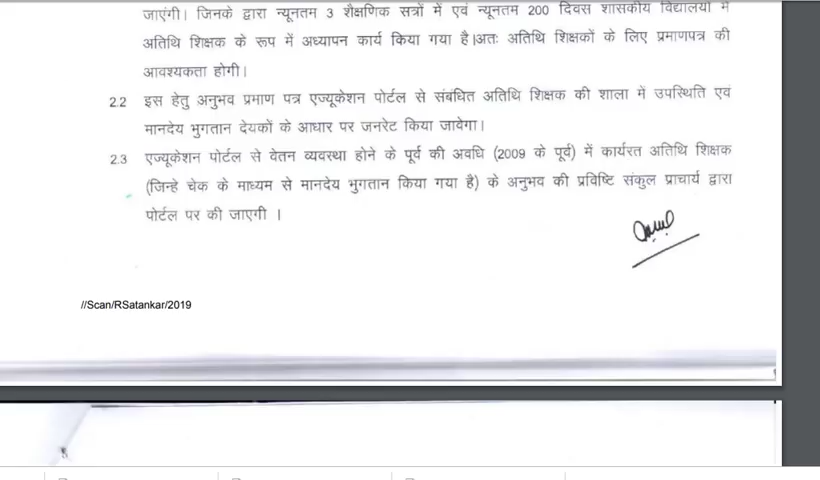 जाएंगी। जिनके द्वारा न्यूनतम 3 शैक्षणिक सत्रों में एवं न्यूनतम 200 दिवस शासकीय विद्यालयों में
अतिथि शिक्षक के रूप में अध्यापन कार्य किया गया है।अतः अतिथि शिक्षकों के लिए प्रमाणपत्र की
आवश्यकता होगी।
2.2 इस हेतु अनुभव प्रमाण पत्र एज्यूकेशन पोर्टल से संबंधित अतिथि शिक्षक की शाला में उपस्थिति एवं
मानदेय भुगतान देयकों के आधार पर जनरेट किया जावेगा।
2.3 एज्यूकेशन पोर्टल से वेतन व्यवस्था होने के पूर्व की अवधि (2009 के पूर्व) में कार्यरत अतिथि शिक्षक
(जिन्हे चेक के माध्यम से मानदेय भुगतान किया गया है) के अनुभव की प्रविष्टि संकुल प्राचार्य द्वारा
पोर्टल पर की जाएगी ।
//Scan/RSatankar/2019